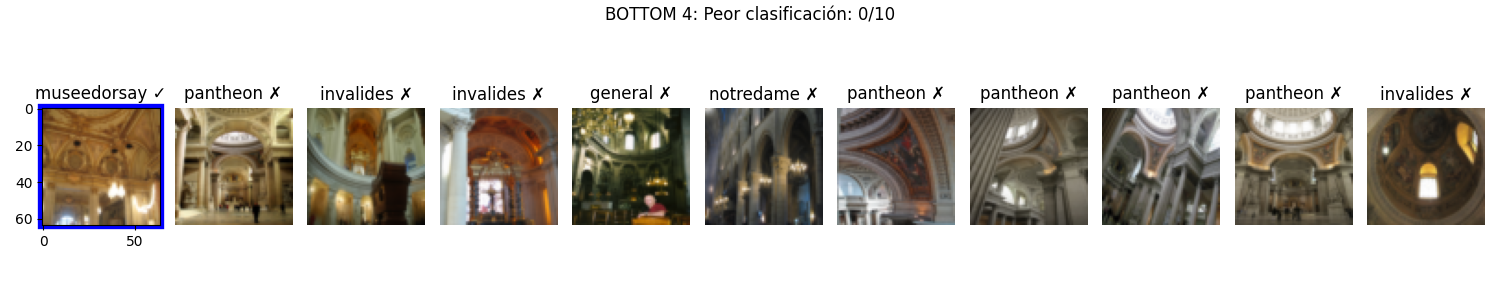 BOTTOM 4: Peor clasificación: 0/10
museedorsay ✓ pantheon ✗ invalides ✗ invalides ✗ general ✗ notredame ✗ pantheon ✗ pantheon ✗ pantheon ✗ pantheon ✗ invalides ✗
0
20
40
60
0 50